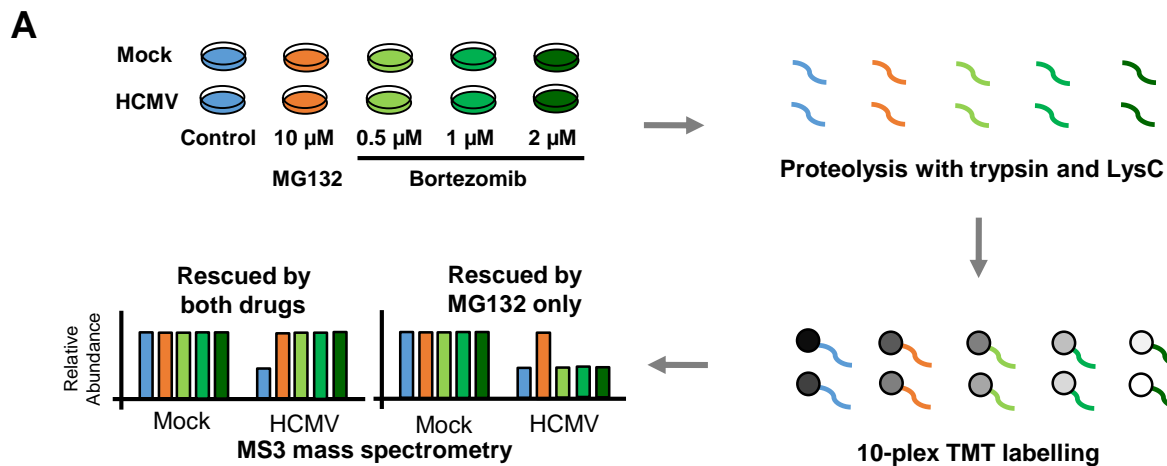 A
Mock
HCMV
Control 10 µM 0.5 µM 1 µM 2 µM
MG132 Bortezomib
Proteolysis with trypsin and LysC
10-plex TMT labelling
Rescued by
both drugs
Rescued by
MG132 only
Relative
Abundance
Mock HCMV Mock HCMV
MS3 mass spectrometry